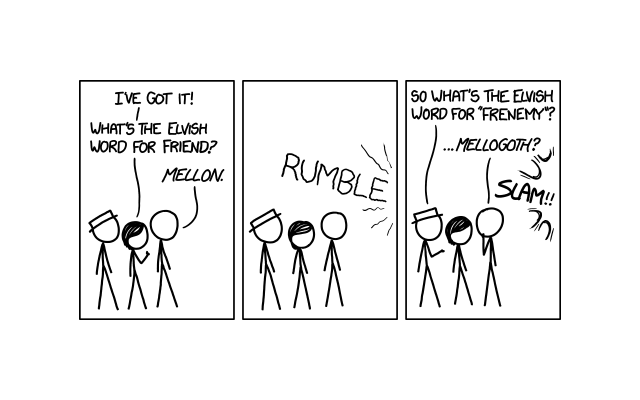 I'VE GOT IT!
WHAT'S THE ELVISH
WORD FOR FRIEND?
MELLON.
RUMBLE
SO WHAT'S THE ELVISH
WORD FOR "FRENEMY"?
...MELLOGOTH?
SLAM!!